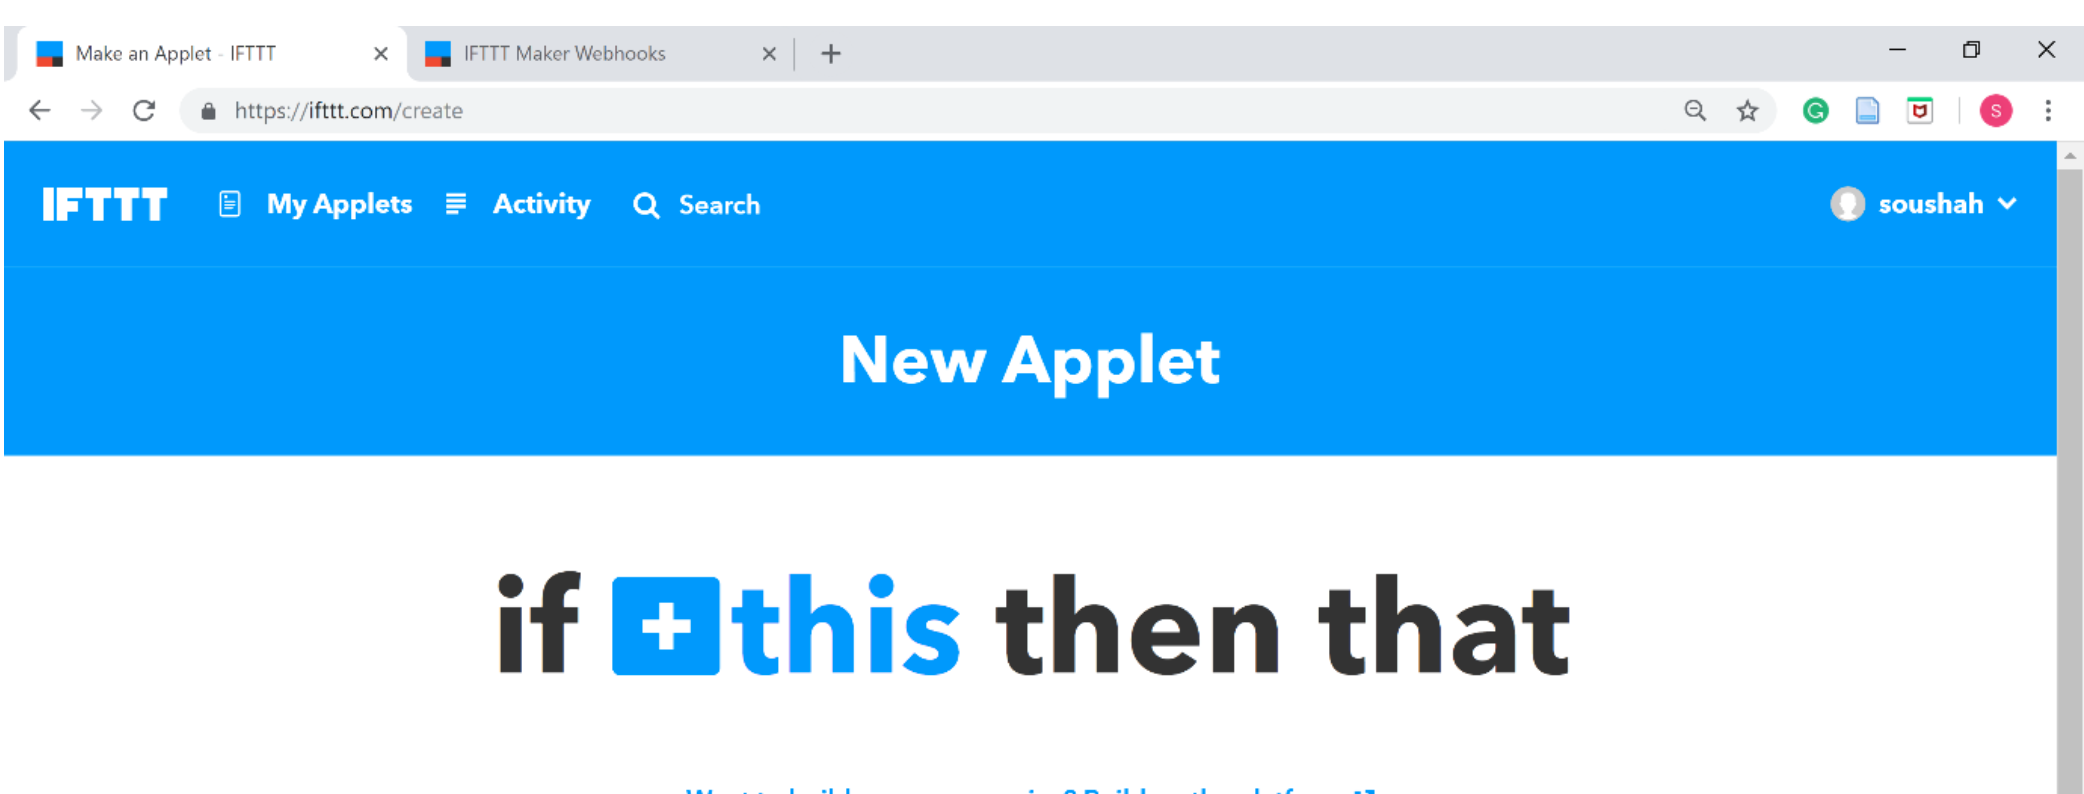 Make an Applet - IFTTT
IFTTT Maker Webhooks
https://ifttt.com/create
G
S
IFTTT My Applets Activity Search soushah
New Applet
if +this then that